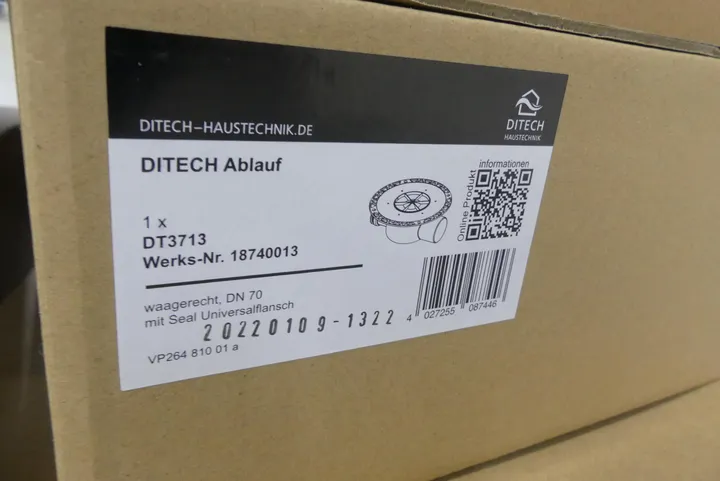 DITECH-HAUSTECHNIK.DE
DITECH
HAUSTECHNIK
DITECH Ablauf
1 x
DT3713
Werks-Nr. 18740013
Online Produkt
informationen
waagerecht, DN 70
mit Seal Universalflansch
20220109-1322
VP264 810 01 a
4 027255 087446